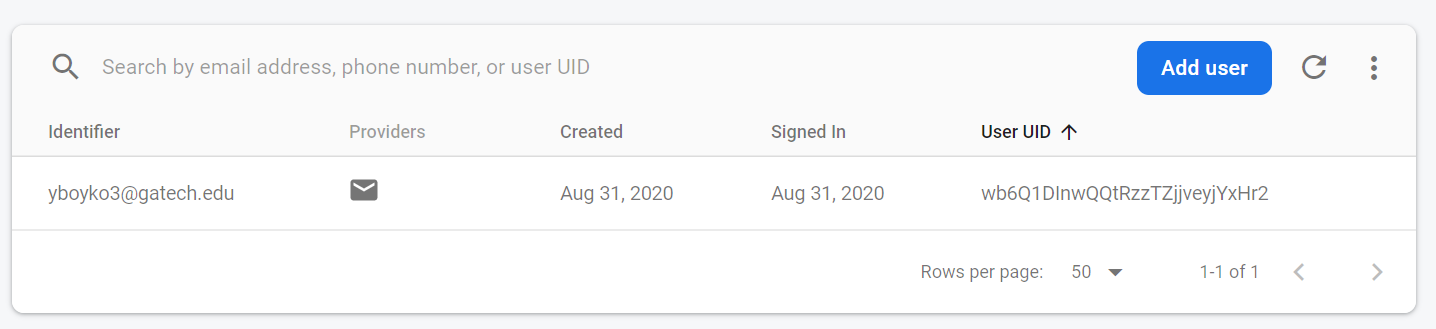 Search by email address, phone number, or user UID
Add user
Identifier Providers Created Signed In User UID
yboyko3@gatech.edu Aug 31, 2020 Aug 31, 2020 wb6Q1DInwQQtRzzTZjjveyjYxHr2
Rows per page: 50 1-1 of 1